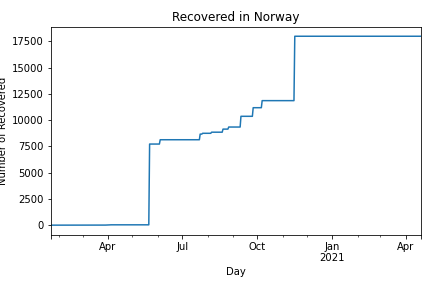 Recovered in Norway
Number of Recovered
17500
15000
12500
10000
7500
5000
2500
0
Apr
Jul
Oct
Jan
2021
Apr
Day